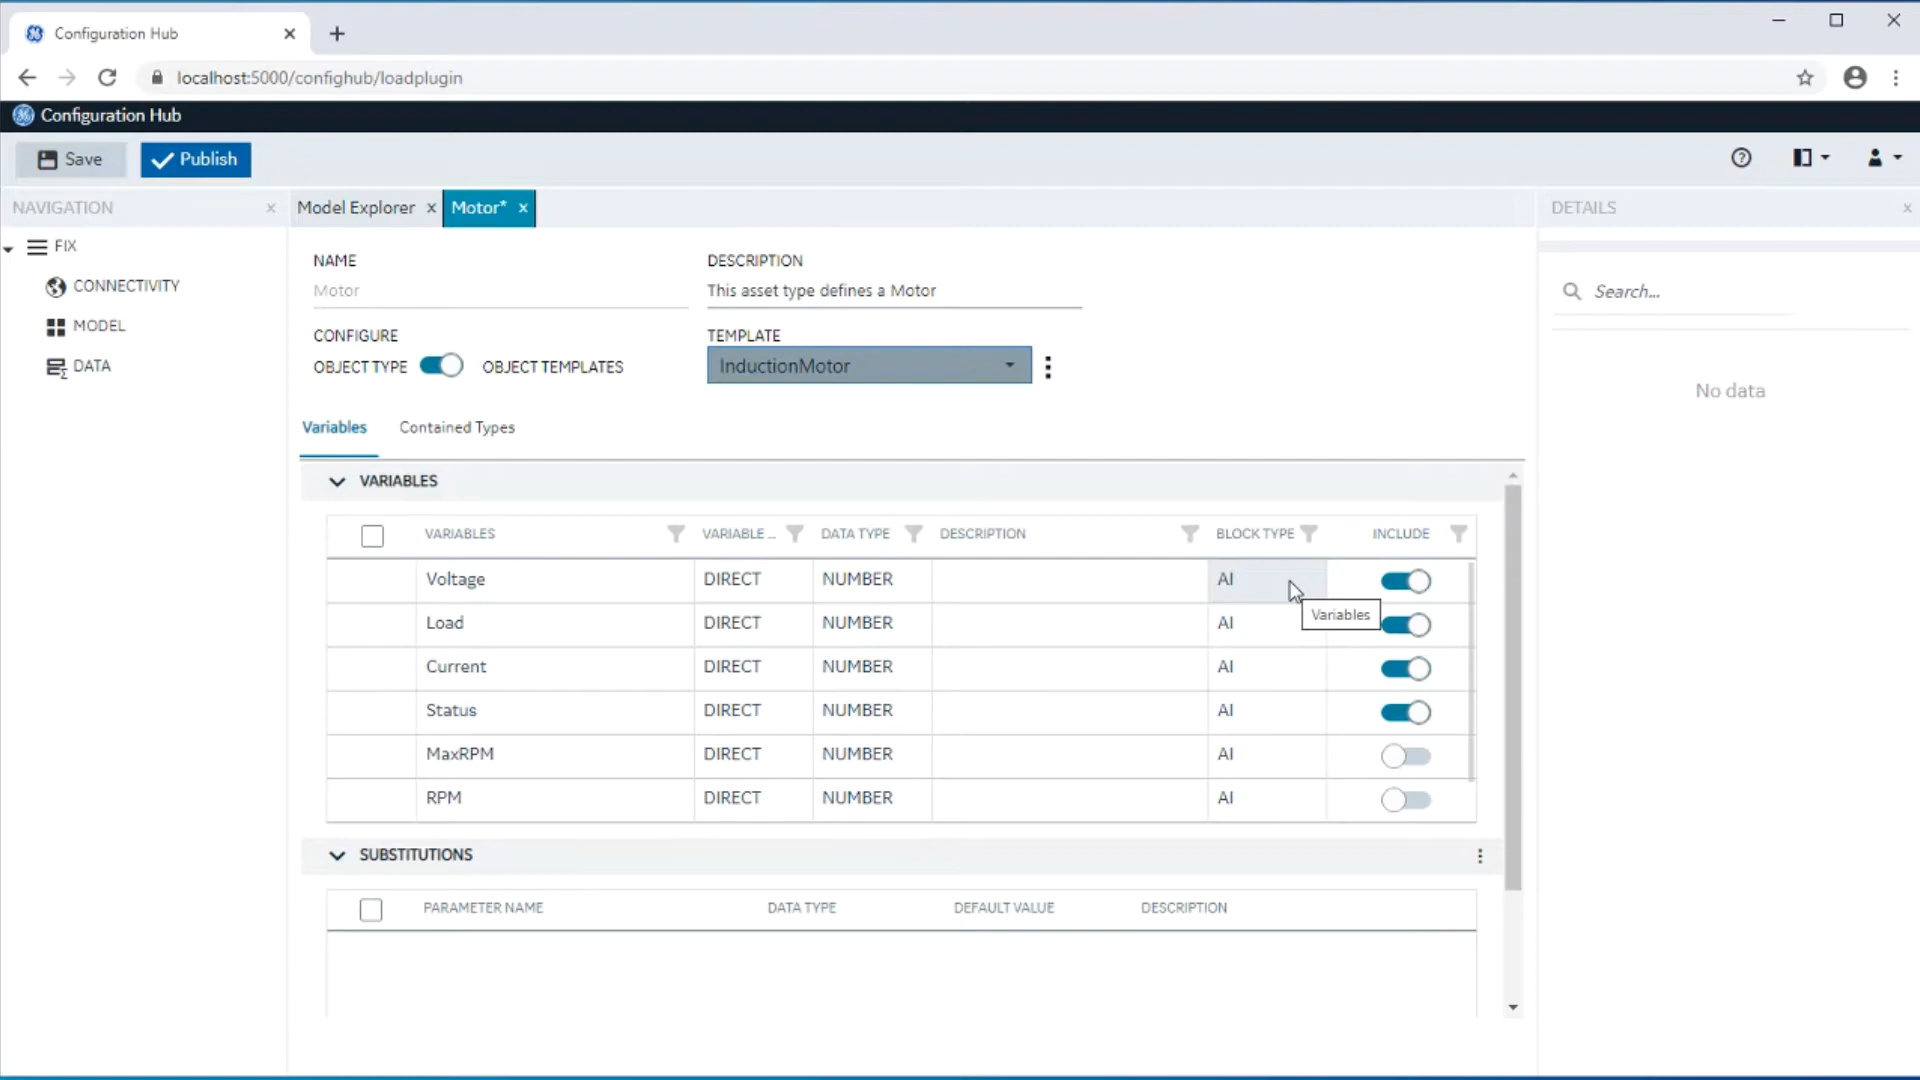 Configuration Hub
localhost:5000/confighub/loadplugin
Configuration Hub
Save Publish
NAVIGATION
Model Explorer Motor*
DETAILS
FIX
CONNECTIVITY
MODEL
DATA
NAME DESCRIPTION
Motor This asset type defines a Motor
CONFIGURE TEMPLATE
OBJECT TYPE OBJECT TEMPLATES InductionMotor
Search...
No data
Variables Contained Types
VARIABLES
VARIABLES VARIABLE ... DATA TYPE DESCRIPTION BLOCK TYPE INCLUDE
Voltage DIRECT NUMBER AI
Variables
Load DIRECT NUMBER AI
Current DIRECT NUMBER AI
Status DIRECT NUMBER AI
MaxRPM DIRECT NUMBER AI
RPM DIRECT NUMBER AI
SUBSTITUTIONS
PARAMETER NAME DATA TYPE DEFAULT VALUE DESCRIPTION